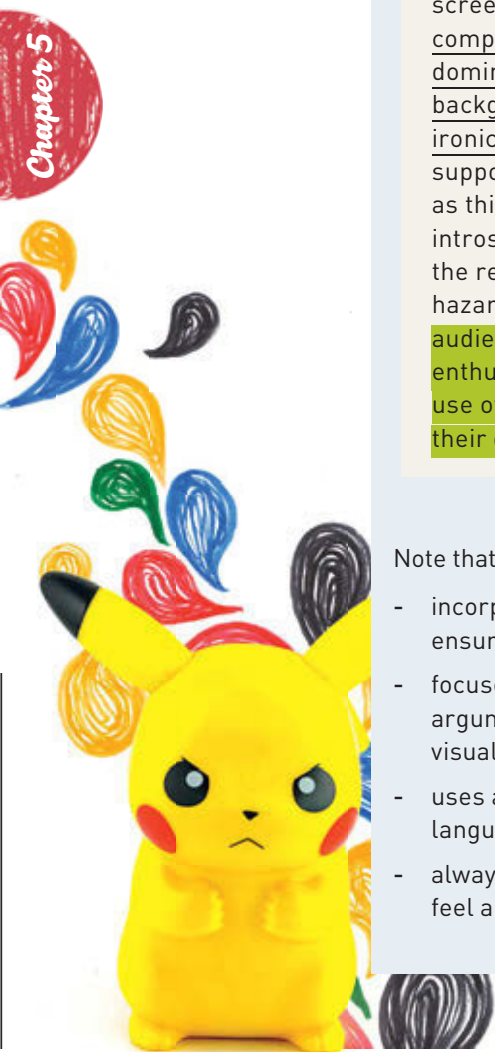 Chapter 5
scree
comp
domin
backg
ironic
suppo
as thi
intros
the re
hazar
audie
enthu
use o
their
Note that
- incorp
ensur
- focuse
argun
visual
- uses a
langu
- alway
feel a